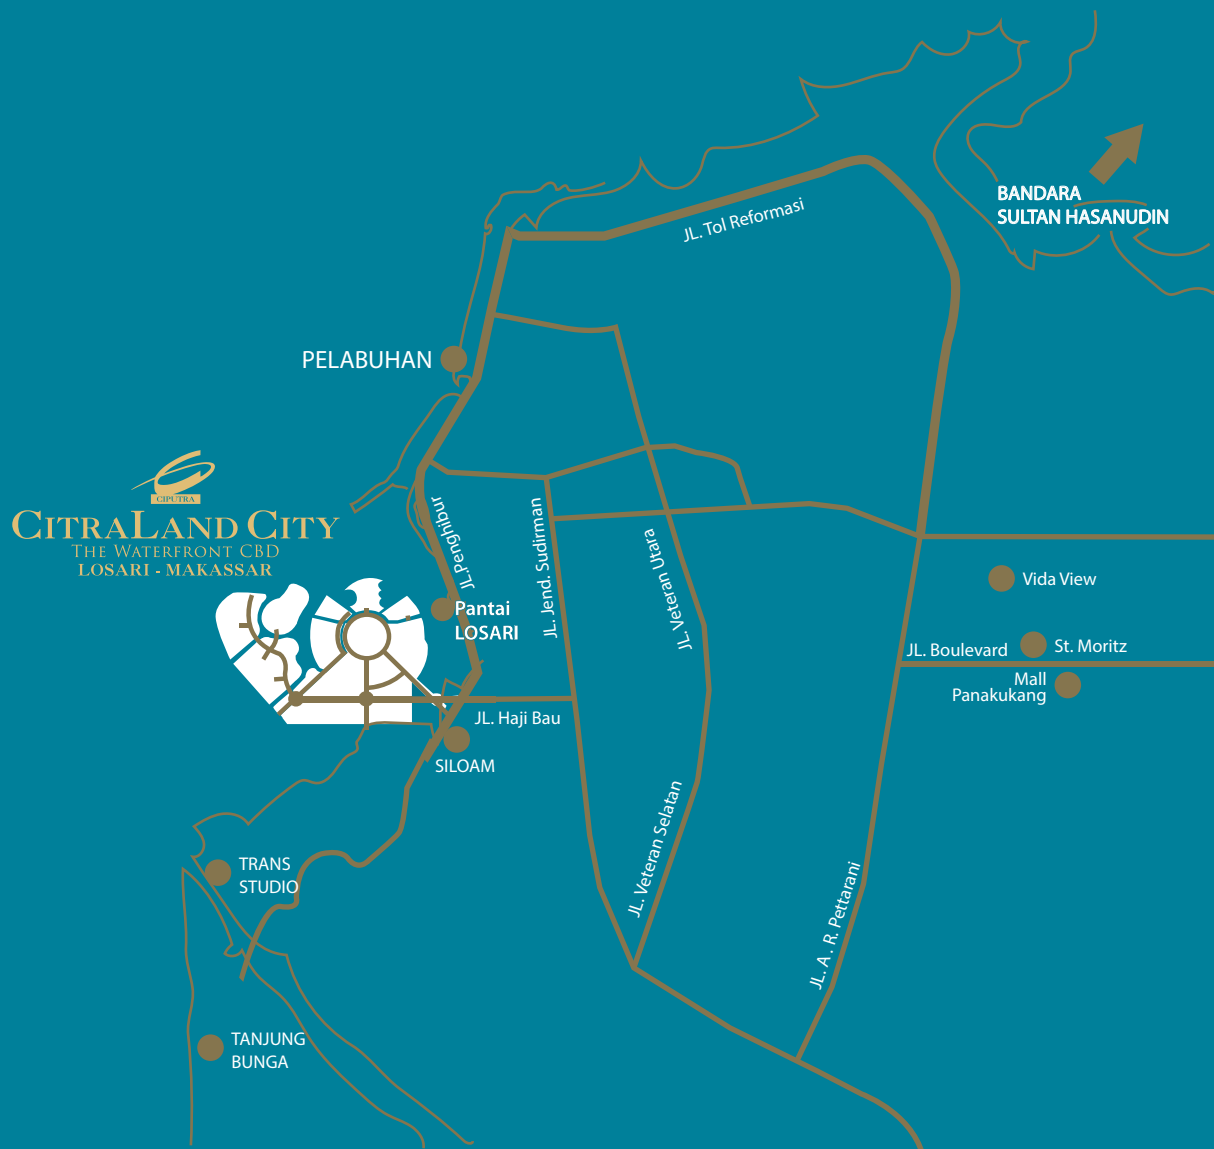 BANDARA
SULTAN HASANUDIN
JL. Tol Reformasi
PELABUHAN
CIPUTRA
CITRALAND CITY
THE WATERFRONT CBD
LOSARI - MAKASSAR
JL.Penghibur
JL. Jend. Sudirman
JL. Veteran Utara
Pantai
LOSARI
Vida View
JL. Boulevard
St. Moritz
Mall
Panakukang
JL. Haji Bau
SILOAM
JL. Veteran Selatan
TRANS
STUDIO
JL. A . R. Pettarani
TANJUNG
BUNGA